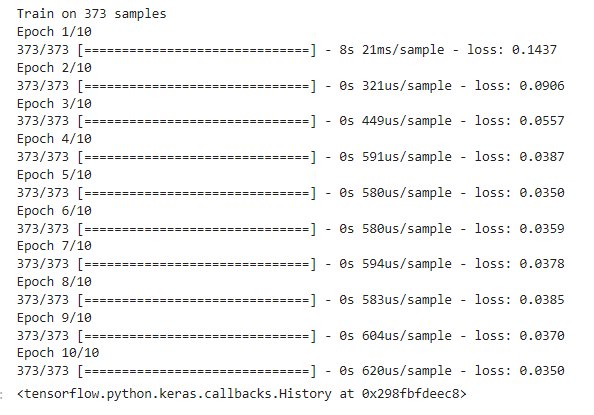 Train on 373 samples
Epoch 1/10
373/373 [==============================] - 8s 21ms/sample - loss: 0.1437
Epoch 2/10
373/373 [==============================] - 0s 321us/sample - loss: 0.0906
Epoch 3/10
373/373 [==============================] - 0s 449us/sample - loss: 0.0557
Epoch 4/10
373/373 [==============================] - 0s 591us/sample - loss: 0.0387
Epoch 5/10
373/373 [==============================] - 0s 580us/sample - loss: 0.0350
Epoch 6/10
373/373 [==============================] - 0s 580us/sample - loss: 0.0359
Epoch 7/10
373/373 [==============================] - 0s 594us/sample - loss: 0.0378
Epoch 8/10
373/373 [==============================] - 0s 583us/sample - loss: 0.0385
Epoch 9/10
373/373 [==============================] - 0s 604us/sample - loss: 0.0370
Epoch 10/10
373/373 [==============================] - 0s 620us/sample - loss: 0.0350
: <tensorflow.python.keras.callbacks.History at 0x298fbfdeec8>